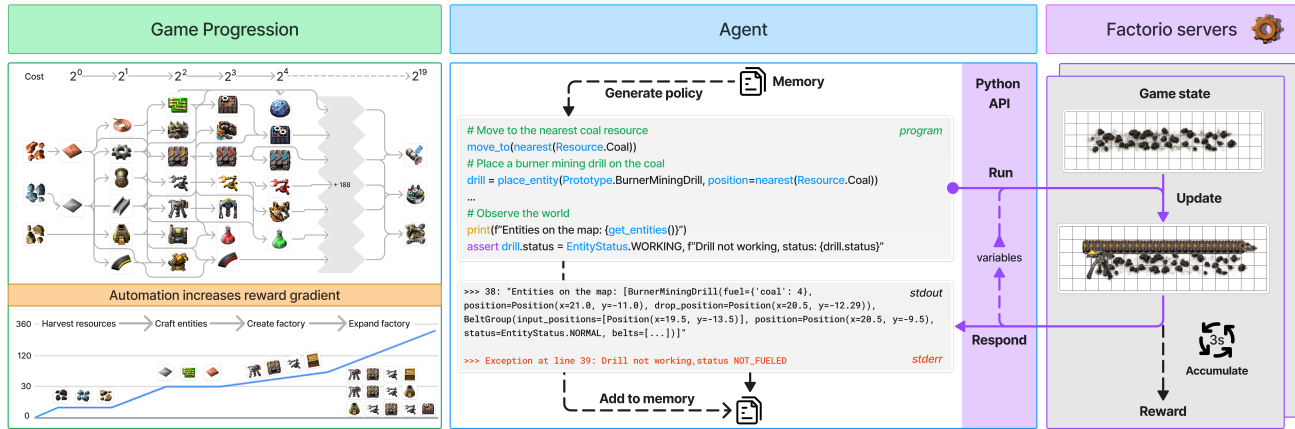 Game Progression
Agent
Factorio servers
Cost 2⁰ 2¹ 2² 2³ 2⁴ 2¹⁹
+ 188
Automation increases reward gradient
360
120
30
0
Harvest resources
Craft entities
Create factory
Expand factory
Memory
Generate policy
# Move to the nearest coal resource
program
move_to(nearest(Resource.Coal))
# Place a burner mining drill on the coal
drill = place_entity(Prototype.BurnerMiningDrill, position=nearest(Resource.Coal))
...
# Observe the world
print(f"Entities on the map: {get_entities()}")
assert drill.status = EntityStatus.WORKING, f"Drill not working, status: {drill.status}"
>>> 38: "Entities on the map: [BurnerMiningDrill(fuel={'coal': 4},
stdout
position=Position(x=21.0, y=-11.0), drop_position=Position(x=20.5, y=-12.29)),
BeltGroup(input_positions=[Position(x=19.5, y=-13.5)], position=Position(x=20.5, y=-9.5),
status=EntityStatus.NORMAL, belts=[...])]"
>>> Exception at line 39: Drill not working,status NOT_FUELED
stderr
Add to memory
Python
API
Run
variables
Respond
Game state
Update
3s
Accumulate
Reward